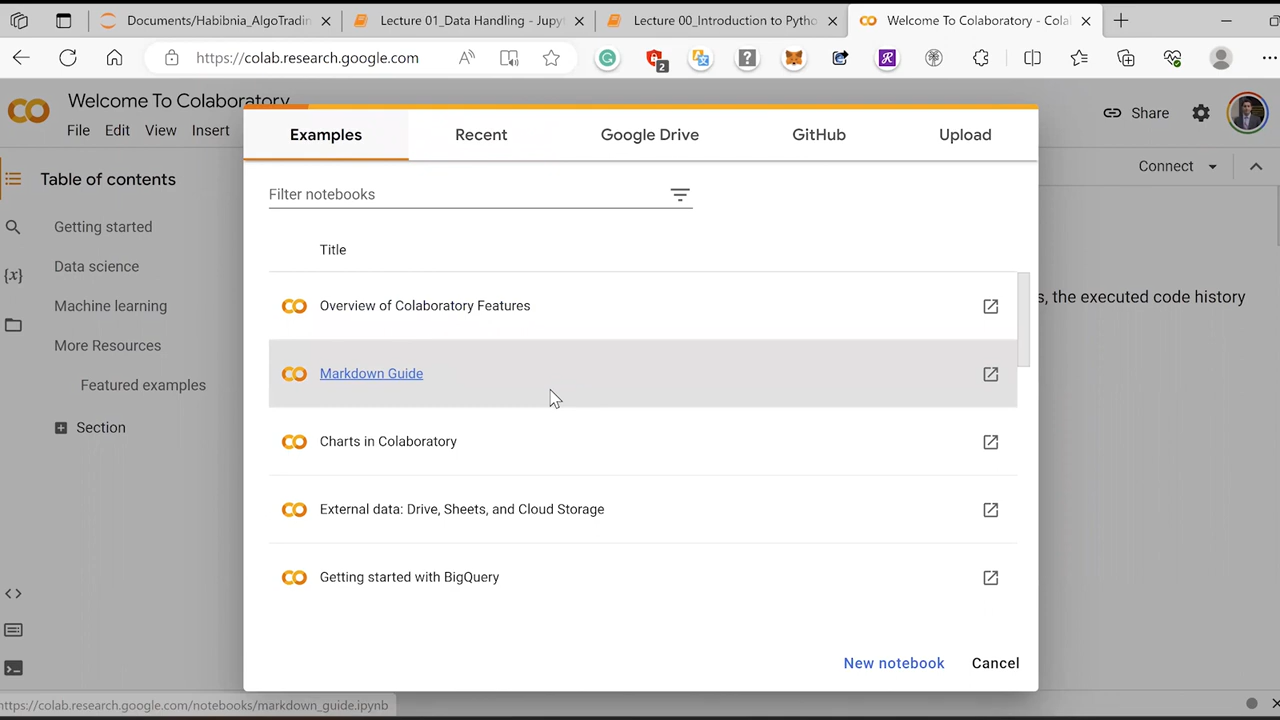 Documents/Habibnia_AlgoTradin
Lecture 01_Data Handling - Jupyt
Lecture 00_Introduction to Pytho
Welcome To Colaboratory - Colal
https://colab.research.google.com
2
Welcome To Colaboratory
File Edit View Insert
Share
Examples Recent Google Drive GitHub Upload
Connect
Table of contents
Filter notebooks
Getting started
Title
Data science
s, the executed code history
Machine learning
Overview of Colaboratory Features
More Resources
Markdown Guide
Featured examples
Section
Charts in Colaboratory
External data: Drive, Sheets, and Cloud Storage
Getting started with BigQuery
New notebook Cancel
https://colab.research.google.com/notebooks/markdown_guide.ipynb